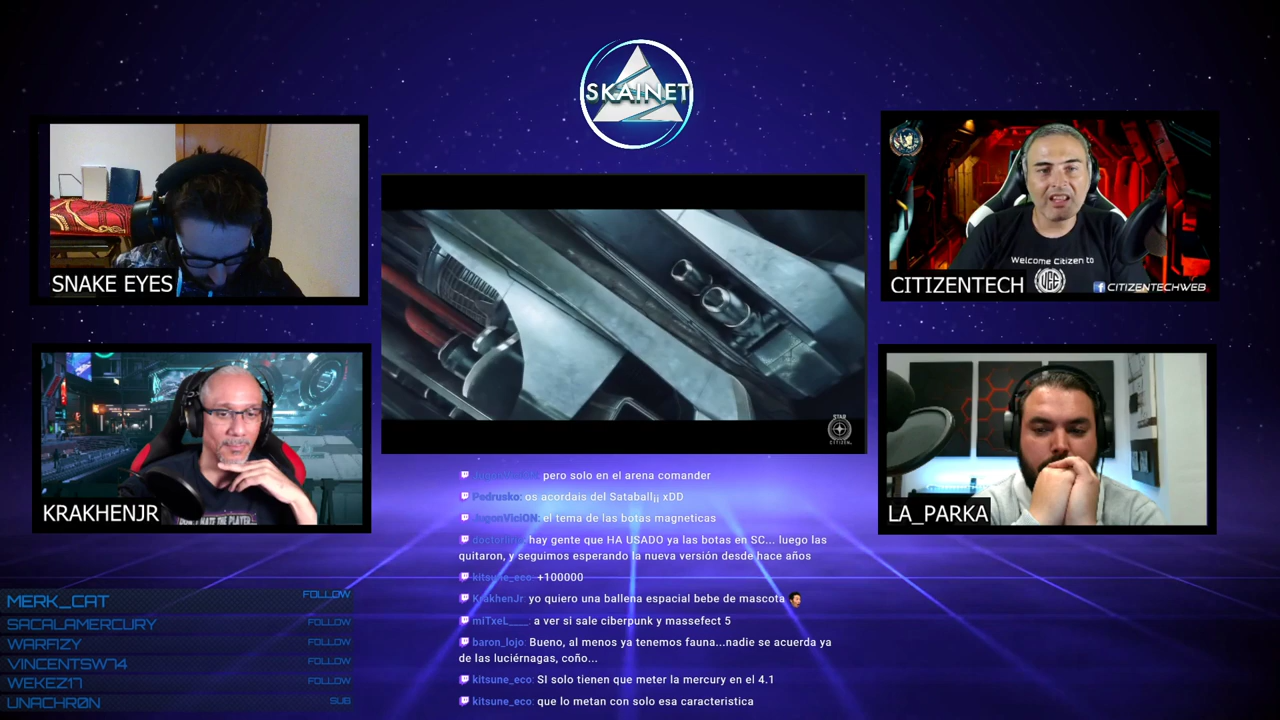 SKAINET
SNAKE EYES
Welcome Citizen to
UEE
CITIZENTECH
CITIZENTECHWEB
STAR
CITIZEN
KRAKHENJR
LA_PARKA
pero solo en el arena comander
Pedrusko: os acordais del Sataball¡¡ xDD
JugonViciON: el tema de las botas magneticas
hay gente que HA USADO ya las botas en SC... luego las
quitaron, y seguimos esperando la nueva versión desde hace años
kitsune_eco: +100000
KrakhenJr: yo quiero una ballena espacial bebe de mascota
miTxeL____: a ver si sale ciberpunk y massefect 5
baron_lojo: Bueno, al menos ya tenemos fauna...nadie se acuerda ya
de las luciérnagas, coño...
kitsune_eco: SI solo tienen que meter la mercury en el 4.1
kitsune_eco: que lo metan con solo esa caracteristica
MERK_CAT FOLLOW
SACALAMERCURY FOLLOW
WARFIZY FOLLOW
VINCENTSW74 FOLLOW
WEKEZ17 FOLLOW
UNACHR0N SUB